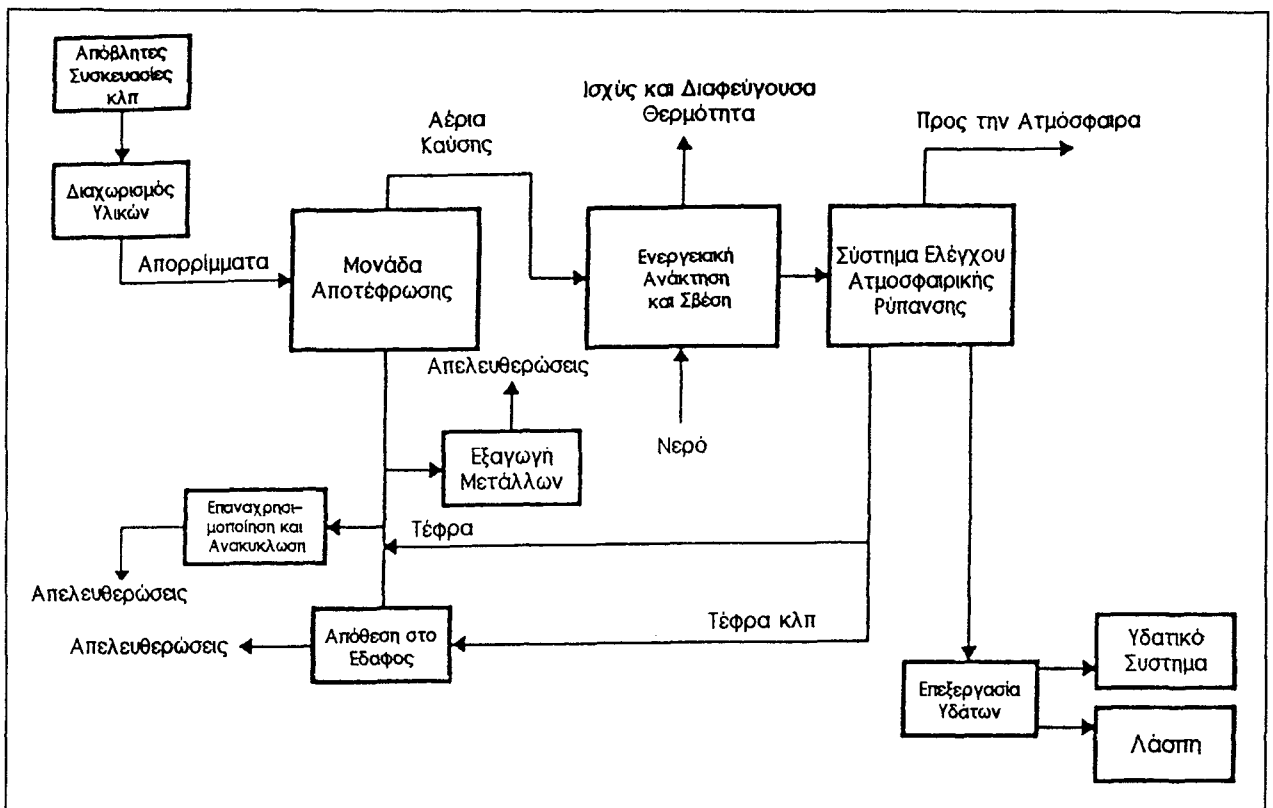 Απόβλητες
Συσκευασίες
κλπ
Διαχωρισμός
Υλικών
Απορρίμματα
Αέρια
Καύσης
Μονάδα
Αποτέφρωσης
Ισχύς και Διαφεύγουσα
Θερμότητα
Ενεργειακή
Ανάκτηση
και Σβέση
Προς την Ατμόσφαιρα
Σύστημα Ελέγχου
Ατμοσφαιρικής
Ρύπανσης
Απελευθερώσεις
Εξαγωγή
Μετάλλων
Νερό
Επαναχρησι-
μοποίηση και
Ανακύκλωση
Τέφρα
Απελευθερώσεις
Απελευθερώσεις
Απόθεση στο
Εδαφος
Τέφρα κλπ
Επεξεργασία
Υδάτων
Υδατικό
Συστημα
Λάσπη